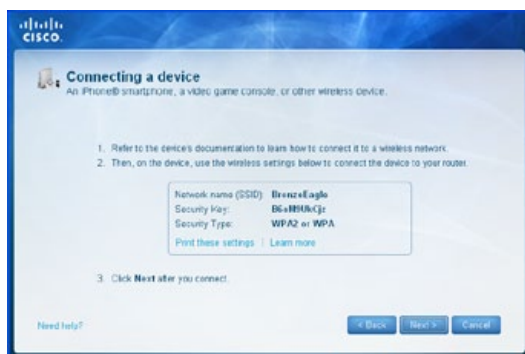 CISCO.
Connecting a device
An iPhone® smartphone, a video game console, or other wireless device.
1. Refer to the device's documentation to learn how to connect it to a wireless network.
2. Then, on the device, use the wireless settings below to connect the device to your router.
Network name (SSID): BronzeEagle
Security Key:
Security Type: WPA2 or WPA
Print these settings | Learn more
3. Click Next after you connect.
Need help?
< Back Next > Cancel